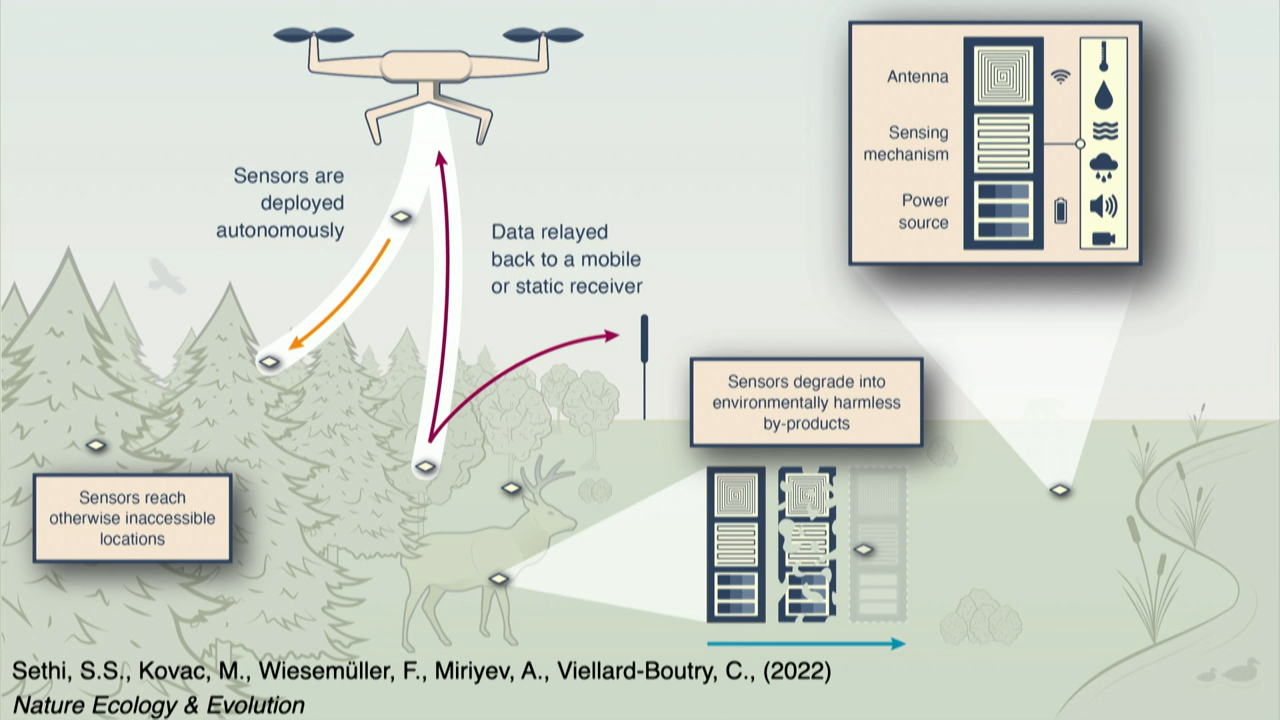 Antenna
Sensing
mechanism
Power
source
Sensors are
deployed
autonomously
Data relayed
back to a mobile
or static receiver
Sensors degrade into
environmentally harmless
by-products
Sensors reach
otherwise inaccessible
locations
Sethi, S.S., Kovac, M., Wiesemüller, F., Miriyev, A., Viellard-Boutry, C., (2022)
Nature Ecology & Evolution